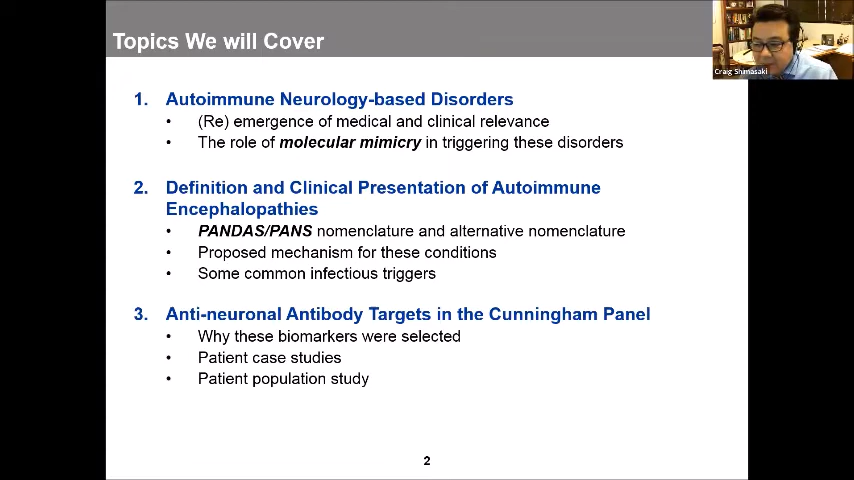 Topics We will Cover
Craig Shimasaki
1. Autoimmune Neurology-based Disorders
• (Re) emergence of medical and clinical relevance
• The role of molecular mimicry in triggering these disorders
2. Definition and Clinical Presentation of Autoimmune
Encephalopathies
• PANDAS/PANS nomenclature and alternative nomenclature
• Proposed mechanism for these conditions
• Some common infectious triggers
3. Anti-neuronal Antibody Targets in the Cunningham Panel
• Why these biomarkers were selected
• Patient case studies
• Patient population study
2